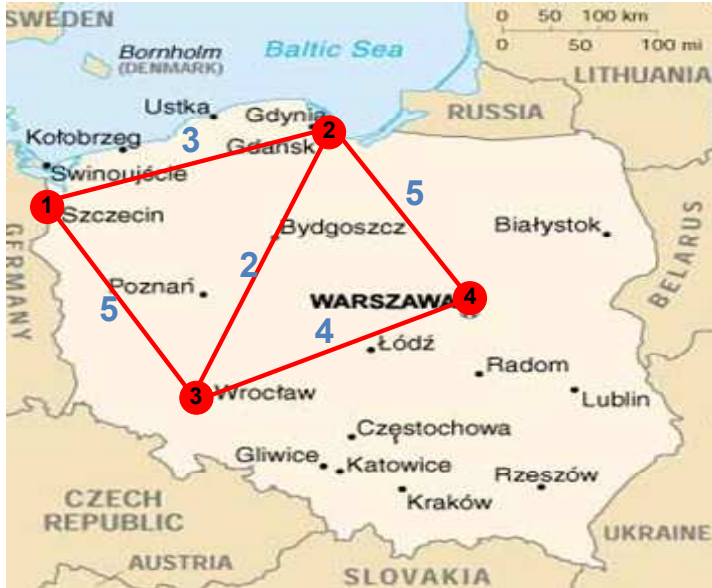 SWEDEN
0 50 100 km
0 50 100 mi
Bornholm
(DENMARK)
Baltic Sea
LITHUANIA
Ustka
Gdynia
RUSSIA
2
Kołobrzeg
3
Gdańsk
Świnoujście
1
Szczecin
5
GERMANY
Bydgoszcz
Białystok
BELARUS
2
Poznań
5
WARSZAWA
4
4
Łódź
Radom
3
Wrocław
Lublin
Częstochowa
Gliwice
Katowice
Rzeszów
Kraków
CZECH
REPUBLIC
UKRAINE
AUSTRIA
SLOVAKIA